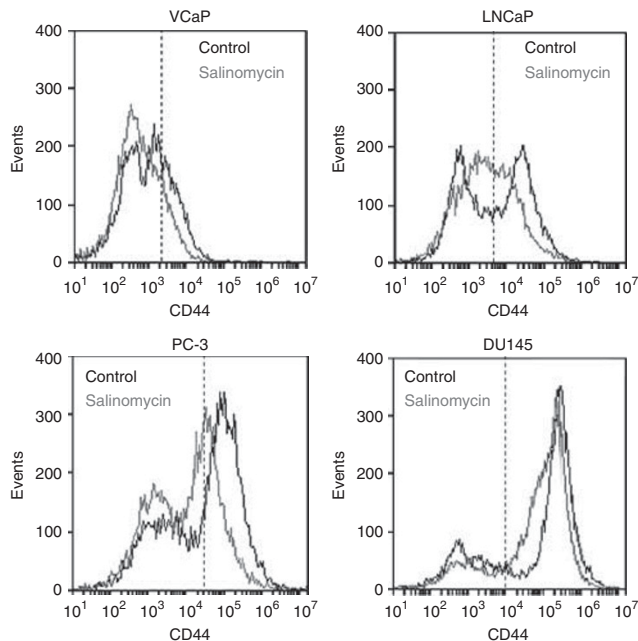 VCaP
400
300
200
100
0
Events
Control
Salinomycin
10¹ 10² 10³ 10⁴ 10⁵ 10⁶ 10⁷
CD44
LNCaP
400
300
200
100
0
Events
Control
Salinomycin
10¹ 10² 10³ 10⁴ 10⁵ 10⁶ 10⁷
CD44
PC-3
400
300
200
100
0
Events
Control
Salinomycin
10¹ 10² 10³ 10⁴ 10⁵ 10⁶ 10⁷
CD44
DU145
400
300
200
100
0
Events
Control
Salinomycin
10¹ 10² 10³ 10⁴ 10⁵ 10⁶ 10⁷
CD44